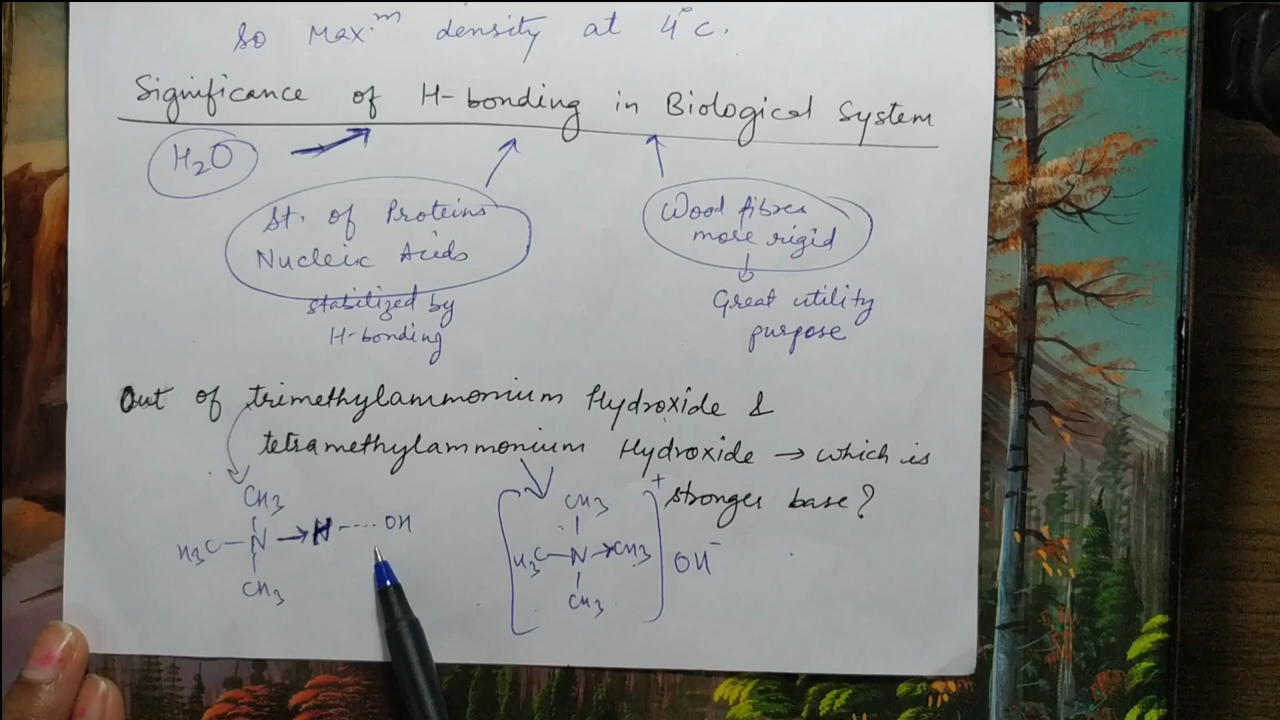 so Max.m density at 4°C.
Significance of H-bonding in Biological System
H2O
St. of Proteins
Nucleic Acids
stabilized by
H-bonding
Wood fibres
more rigid
Great utility
purpose
Out of trimethylammonium Hydroxide &
tetramethylammonium Hydroxide → which is
stronger base?
CH3
H3C—N→H----OH
CH3
+
CH3
H3C—N→CH3
CH3
OH-